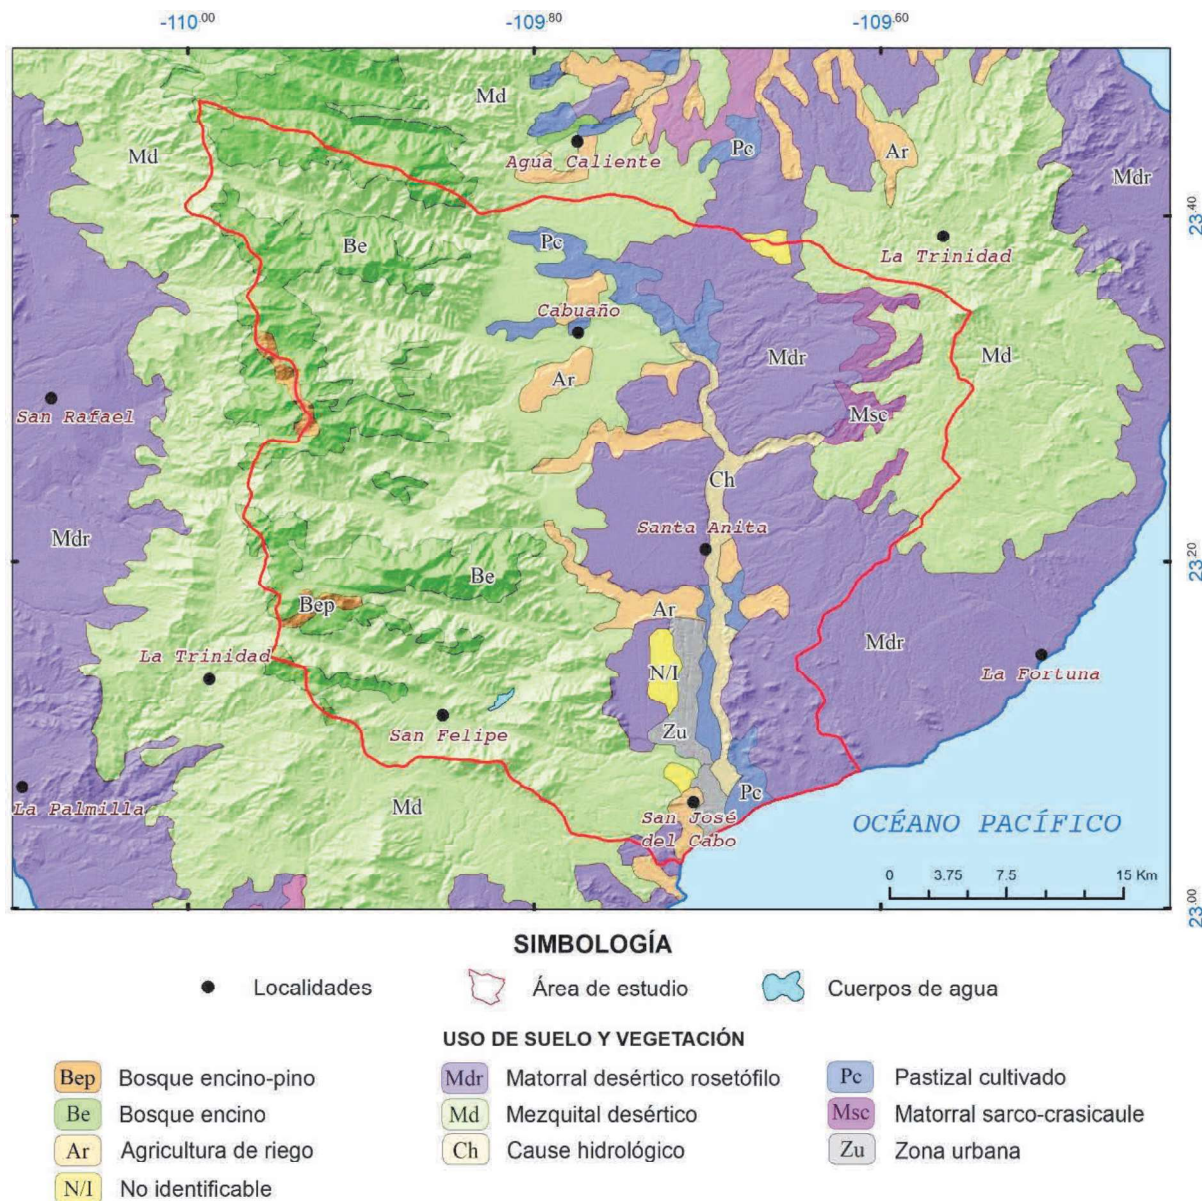 -110.00 -109.80 -109.60
Md
Agua Caliente
Pc
Ar
Mdr
Md
23.40
Be
Pc
La Trinidad
Cabuaño
Mdr
Md
Ar
San Rafael
Msc
Ch
Santa Anita
Mdr
23.20
Be
Bep
Ar
Mdr
La Trinidad
N/I
La Fortuna
San Felipe
Zu
La Palmilla
Md
Pc
San José
del Cabo
OCÉANO PACÍFICO
0 3.75 7.5 15 Km
23.00
SIMBOLOGÍA
Localidades Área de estudio Cuerpos de agua
USO DE SUELO Y VEGETACIÓN
Bep Bosque encino-pino Mdr Matorral desértico rosetófilo Pc Pastizal cultivado
Be Bosque encino Md Mezquital desértico Msc Matorral sarco-crasicaule
Ar Agricultura de riego Ch Cause hidrológico Zu Zona urbana
N/I No identificable